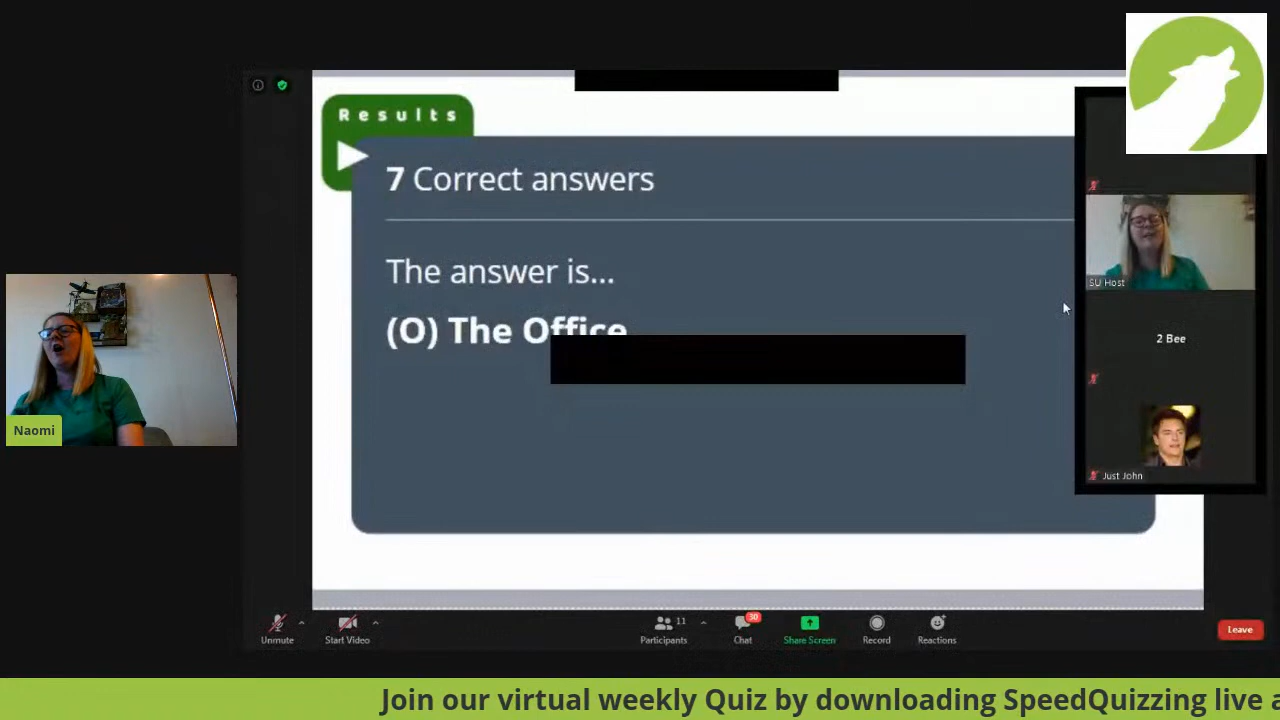 Results
7 Correct answers
The answer is...
(O) The Office
SU Host
2 Bee
Just John
Naomi
Unmute
Start Video
11
Participants
30
Chat
Share Screen
Record
Reactions
Leave
Join our virtual weekly Quiz by downloading SpeedQuizzing live a